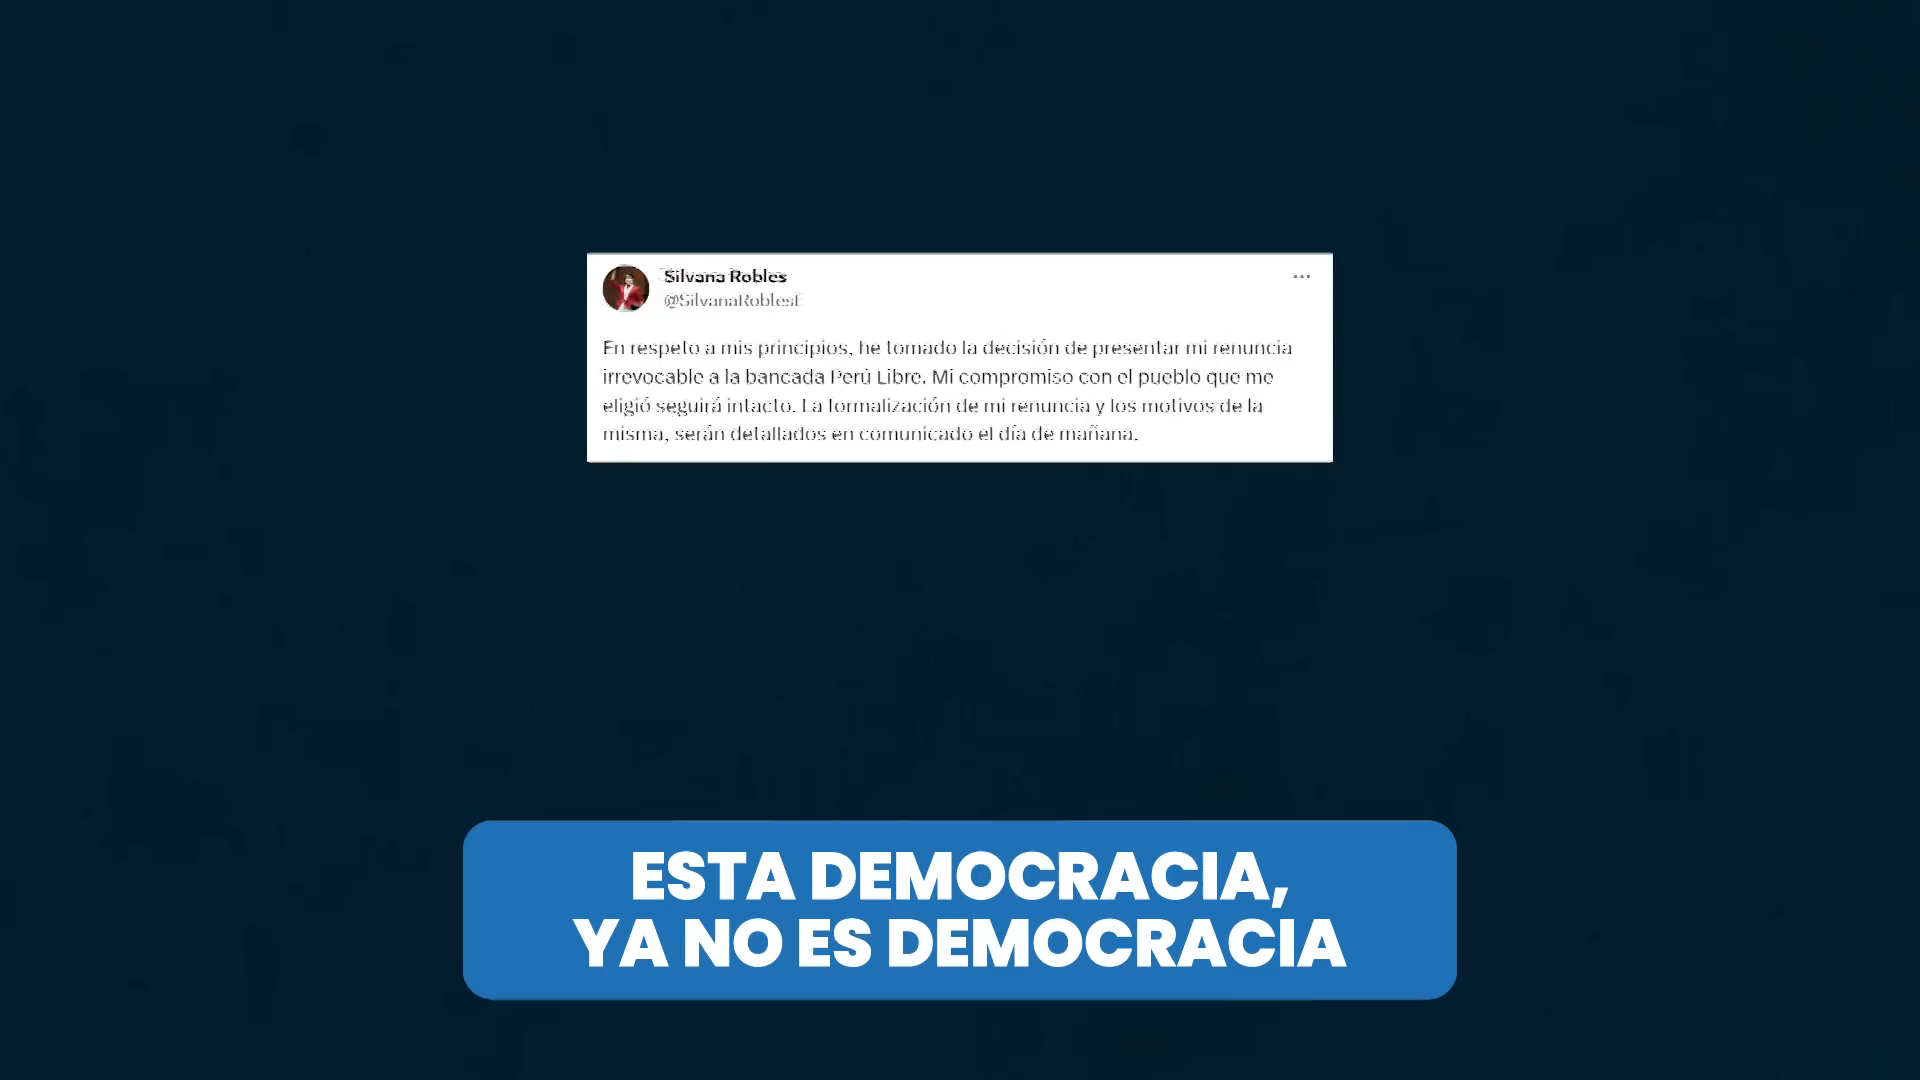 Silvana Robles
@SilvanaRoblesE
En respeto a mis principios, he tomado la decisión de presentar mi renuncia
irrevocable a la bancada Perú Libre. Mi compromiso con el pueblo que me
eligió seguirá intacto. La formalización de mi renuncia y los motivos de la
misma, serán detallados en comunicado el día de mañana.
ESTA DEMOCRACIA,
YA NO ES DEMOCRACIA